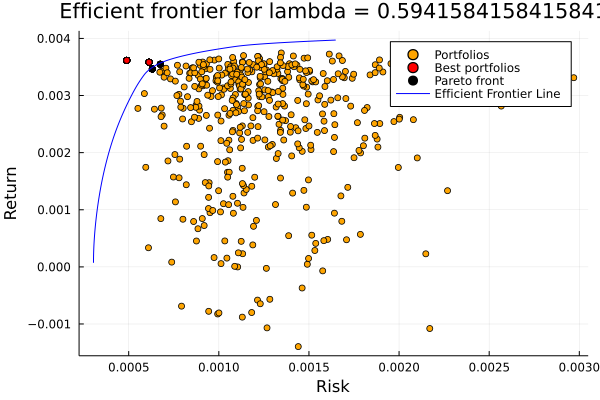 Efficient frontier for lambda = 0.5941584158415841
Portfolios
Best portfolios
Pareto front
Efficient Frontier Line
0.004
0.003
0.002
0.001
0.000
−0.001
Return
0.0005
0.0010
0.0015
0.0020
0.0025
0.0030
Risk